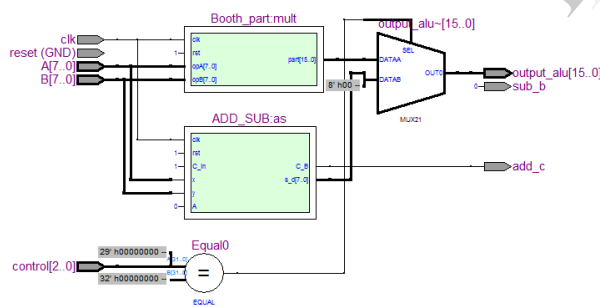 Booth_part:mult
output_alu~[15..0]
clk
reset (GND)
A[7..0]
B[7..0]
clk
1
rst
opA[7..0]
opB[7..0]
part[15..0]
SEL
DATAA
DATAB
OUT0
8' h00 --
MUX21
output_alu[15..0]
0
sub_b
ADD_SUB:as
clk
1
rst
1
C_in
x
y
0
A
C_B
s_d[7..0]
add_c
Equal0
control[2..0]
29' h00000000 --
A[31..0]
32' h00000000 --
B[31..0]
=
EQUAL